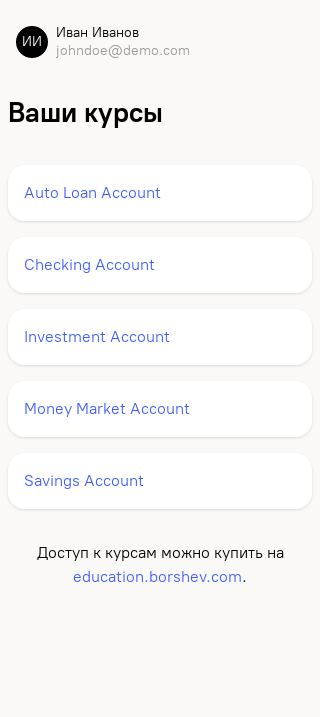 ИИ
Иван Иванов
johndoe@demo.com
Ваши курсы
Auto Loan Account
Checking Account
Investment Account
Money Market Account
Savings Account
Доступ к курсам можно купить на
education.borshev.com.